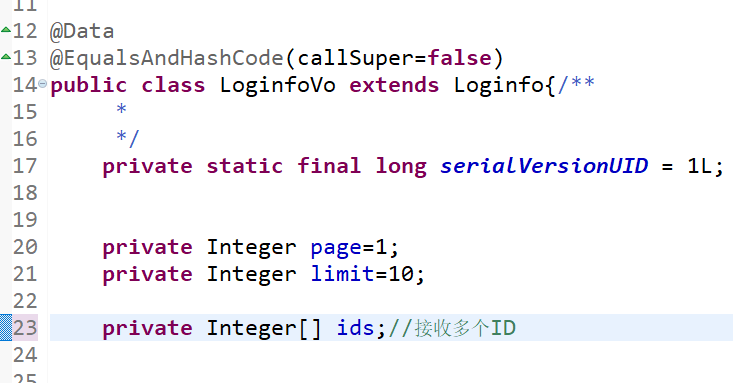 11
12 @Data
13 @EqualsAndHashCode(callSuper=false)
14 public class LoginfoVo extends Loginfo{/**
15      *
16      */
17     private static final long serialVersionUID = 1L;
18
19
20     private Integer page=1;
21     private Integer limit=10;
22
23     private Integer[] ids;//接收多个ID
24
25